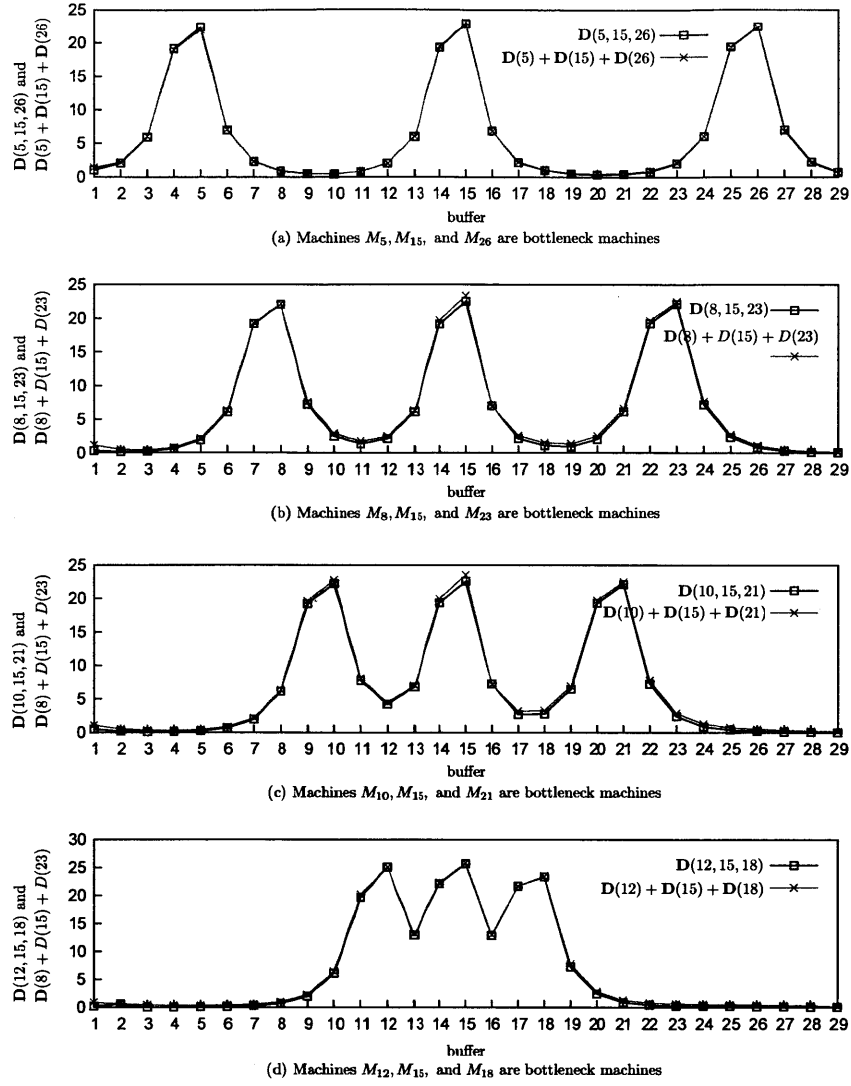 D(5, 15, 26) and
D(5) + D(15) + D(26)
25
20
15
10
5
0
D(5, 15, 26)
D(5) + D(15) + D(26)
1 2 3 4 5 6 7 8 9 10 11 12 13 14 15 16 17 18 19 20 21 22 23 24 25 26 27 28 29
buffer
(a) Machines M5, M15, and M26 are bottleneck machines
D(8, 15, 23) and
D(8) + D(15) + D(23)
25
20
15
10
5
0
D(8, 15, 23)
D(8) + D(15) + D(23)
1 2 3 4 5 6 7 8 9 10 11 12 13 14 15 16 17 18 19 20 21 22 23 24 25 26 27 28 29
buffer
(b) Machines M8, M15, and M23 are bottleneck machines
D(10, 15, 21) and
D(8) + D(15) + D(23)
25
20
15
10
5
0
D(10, 15, 21)
D(10) + D(15) + D(21)
1 2 3 4 5 6 7 8 9 10 11 12 13 14 15 16 17 18 19 20 21 22 23 24 25 26 27 28 29
buffer
(c) Machines M10, M15, and M21 are bottleneck machines
D(12, 15, 18) and
D(8) + D(15) + D(23)
30
25
20
15
10
5
0
D(12, 15, 18)
D(12) + D(15) + D(18)
1 2 3 4 5 6 7 8 9 10 11 12 13 14 15 16 17 18 19 20 21 22 23 24 25 26 27 28 29
buffer
(d) Machines M12, M15, and M18 are bottleneck machines